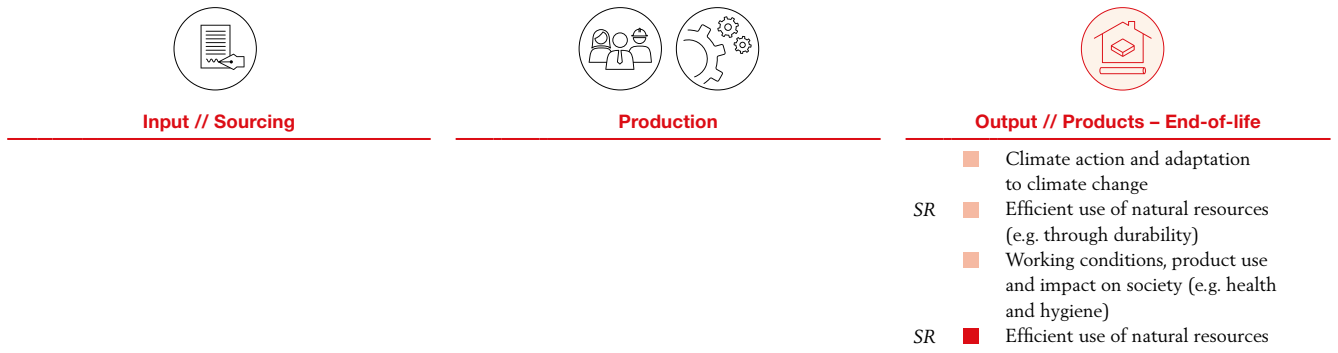 Input // Sourcing
Production
Output // Products – End-of-life
Climate action and adaptation
to climate change
SR Efficient use of natural resources
(e.g. through durability)
Working conditions, product use
and impact on society (e.g. health
and hygiene)
SR Efficient use of natural resources